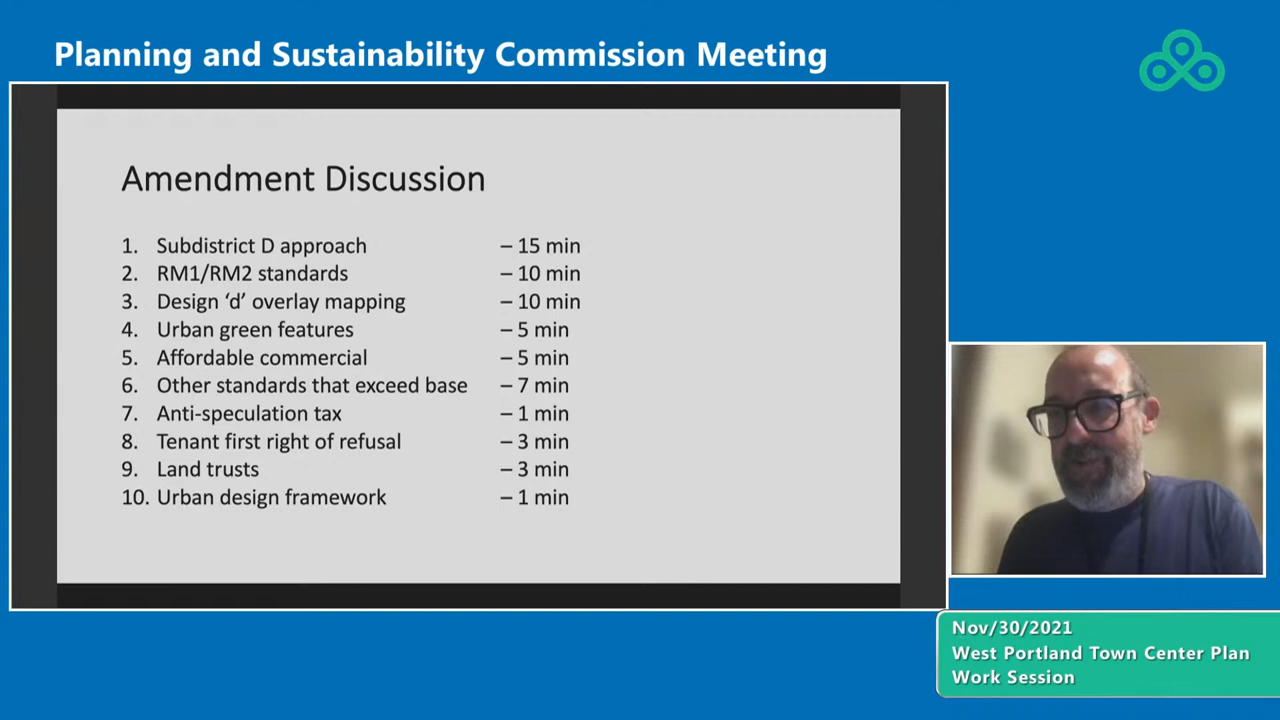 Planning and Sustainability Commission Meeting
Amendment Discussion
1. Subdistrict D approach – 15 min
2. RM1/RM2 standards – 10 min
3. Design ‘d’ overlay mapping – 10 min
4. Urban green features – 5 min
5. Affordable commercial – 5 min
6. Other standards that exceed base – 7 min
7. Anti-speculation tax – 1 min
8. Tenant first right of refusal – 3 min
9. Land trusts – 3 min
10. Urban design framework – 1 min
Nov/30/2021
West Portland Town Center Plan
Work Session